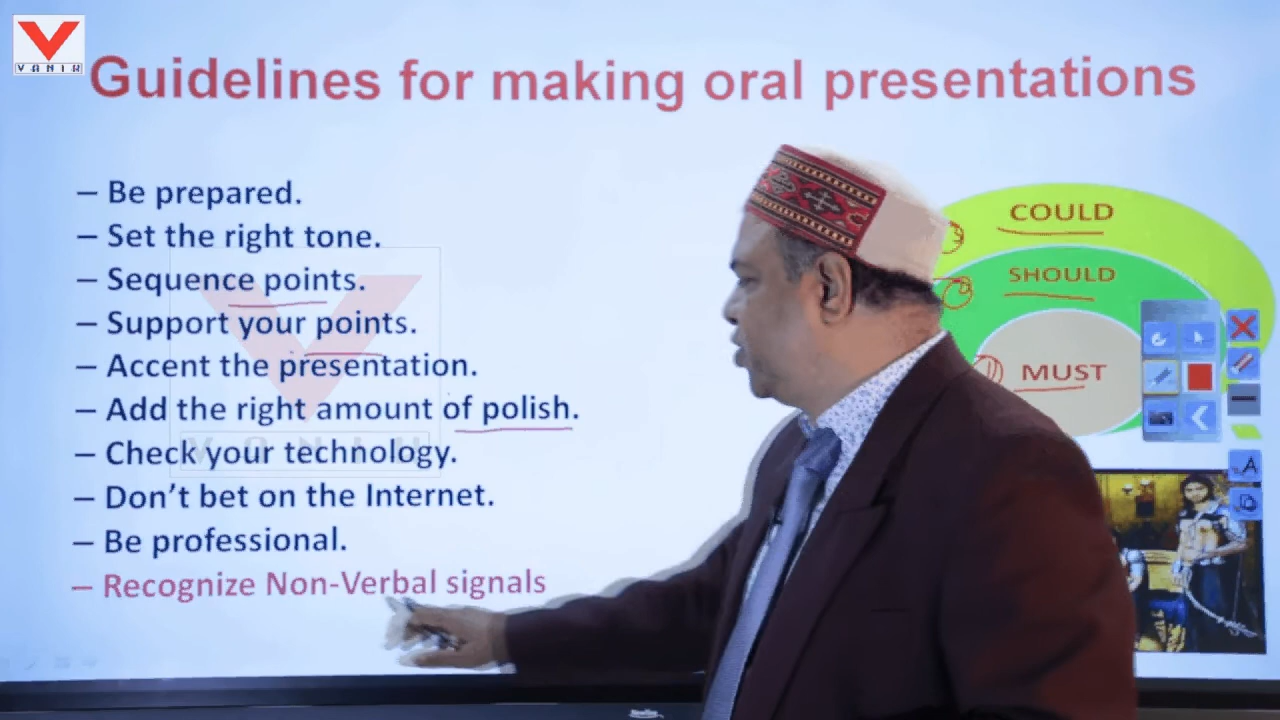 VANIK
Guidelines for making oral presentations
– Be prepared.
– Set the right tone.
– Sequence points.
– Support your points.
– Accent the presentation.
– Add the right amount of polish.
– Check your technology.
– Don't bet on the Internet.
– Be professional.
– Recognize Non-Verbal signals
COULD
SHOULD
MUST
VANIK
A